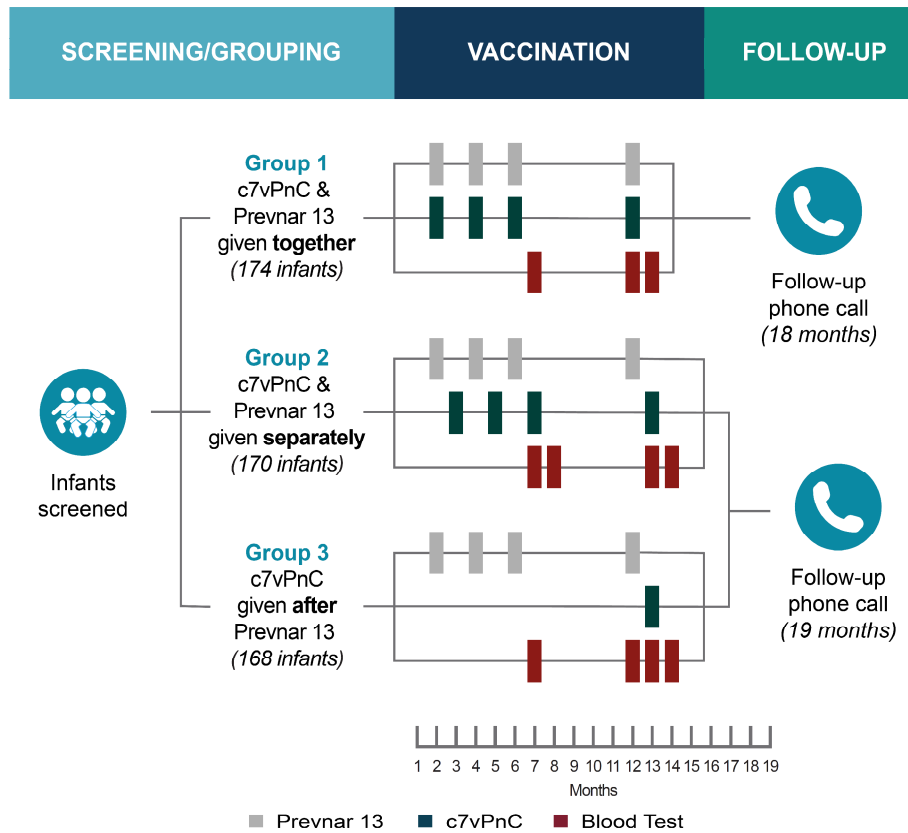 SCREENING/GROUPING
VACCINATION
FOLLOW-UP
Group 1
c7vPnC &
Prevnar 13
given together
(174 infants)
Follow-up
phone call
(18 months)
Group 2
c7vPnC &
Prevnar 13
given separately
(170 infants)
Infants
screened
Group 3
c7vPnC
given after
Prevnar 13
(168 infants)
Follow-up
phone call
(19 months)
1 2 3 4 5 6 7 8 9 10 11 12 13 14 15 16 17 18 19
Months
Prevnar 13 c7vPnC Blood Test